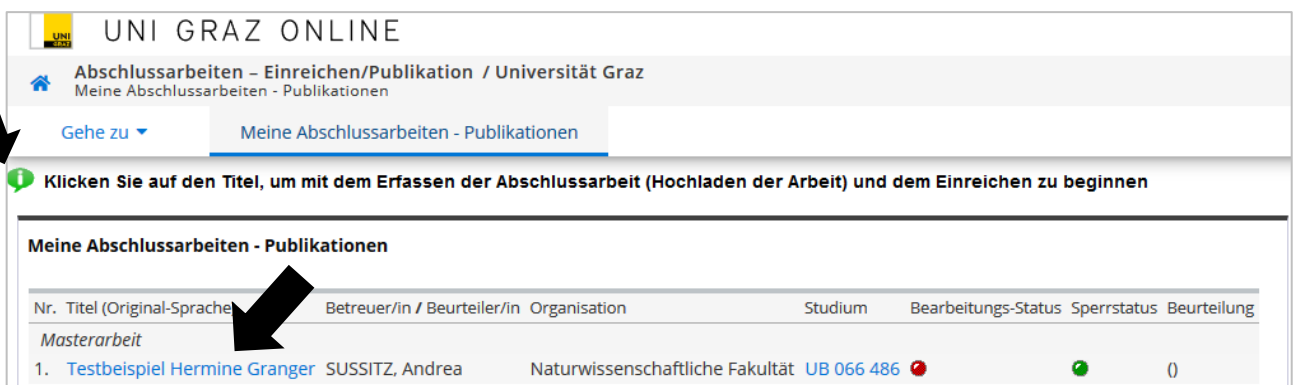 UNI GRAZ
UNI GRAZ ONLINE
Abschlussarbeiten – Einreichen/Publikation / Universität Graz
Meine Abschlussarbeiten - Publikationen
Gehe zu Meine Abschlussarbeiten - Publikationen
Klicken Sie auf den Titel, um mit dem Erfassen der Abschlussarbeit (Hochladen der Arbeit) und dem Einreichen zu beginnen
Meine Abschlussarbeiten - Publikationen
Nr. Titel (Original-Sprache) Betreuer/in / Beurteiler/in Organisation Studium Bearbeitungs-Status Sperrstatus Beurteilung
Masterarbeit
1. Testbeispiel Hermine Granger SUSSITZ, Andrea Naturwissenschaftliche Fakultät UB 066 486 ()